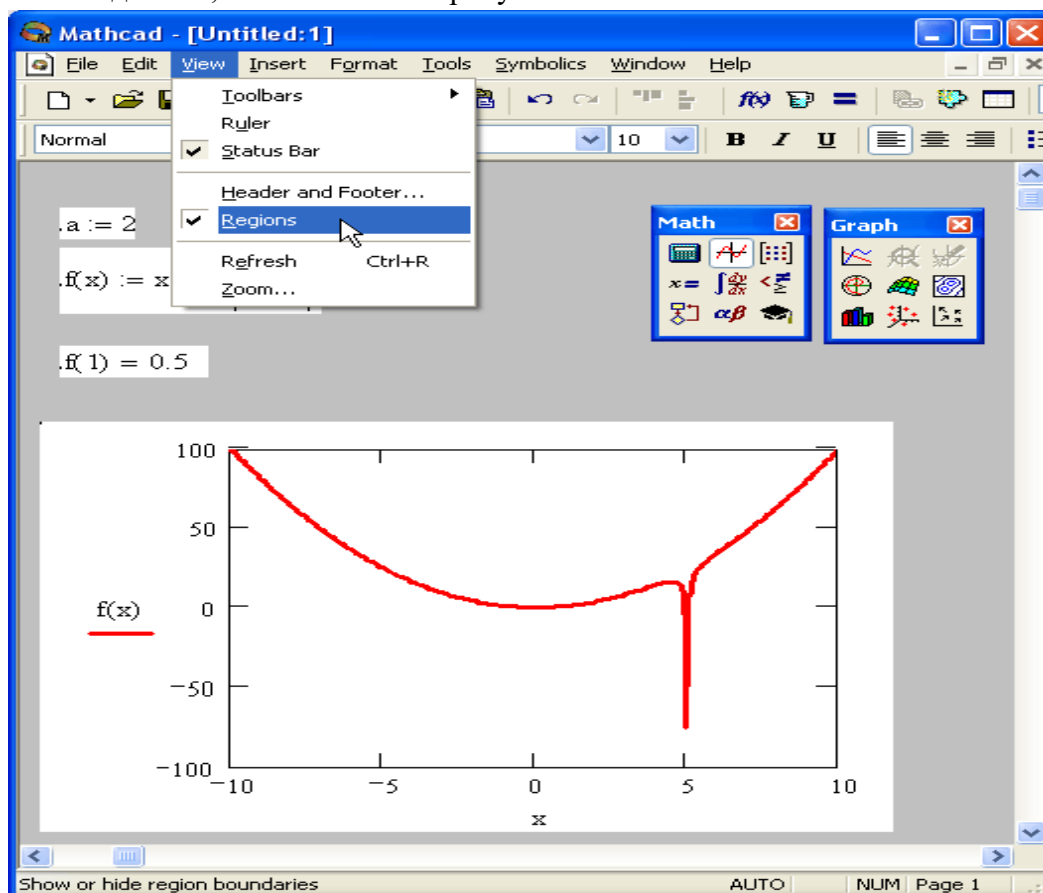 Mathcad - [Untitled:1]
File Edit View Insert Format Tools Symbolics Window Help
Normal 10 B I U
Toolbars
Ruler
Status Bar
Header and Footer...
Regions
Refresh Ctrl+R
Zoom...
a := 2
f(x) := x
f(1) = 0.5
Math
x=
αβ
Graph
100
50
f(x) 0
−50
−100
−10 −5 0 5 10
x
Show or hide region boundaries AUTO NUM Page 1